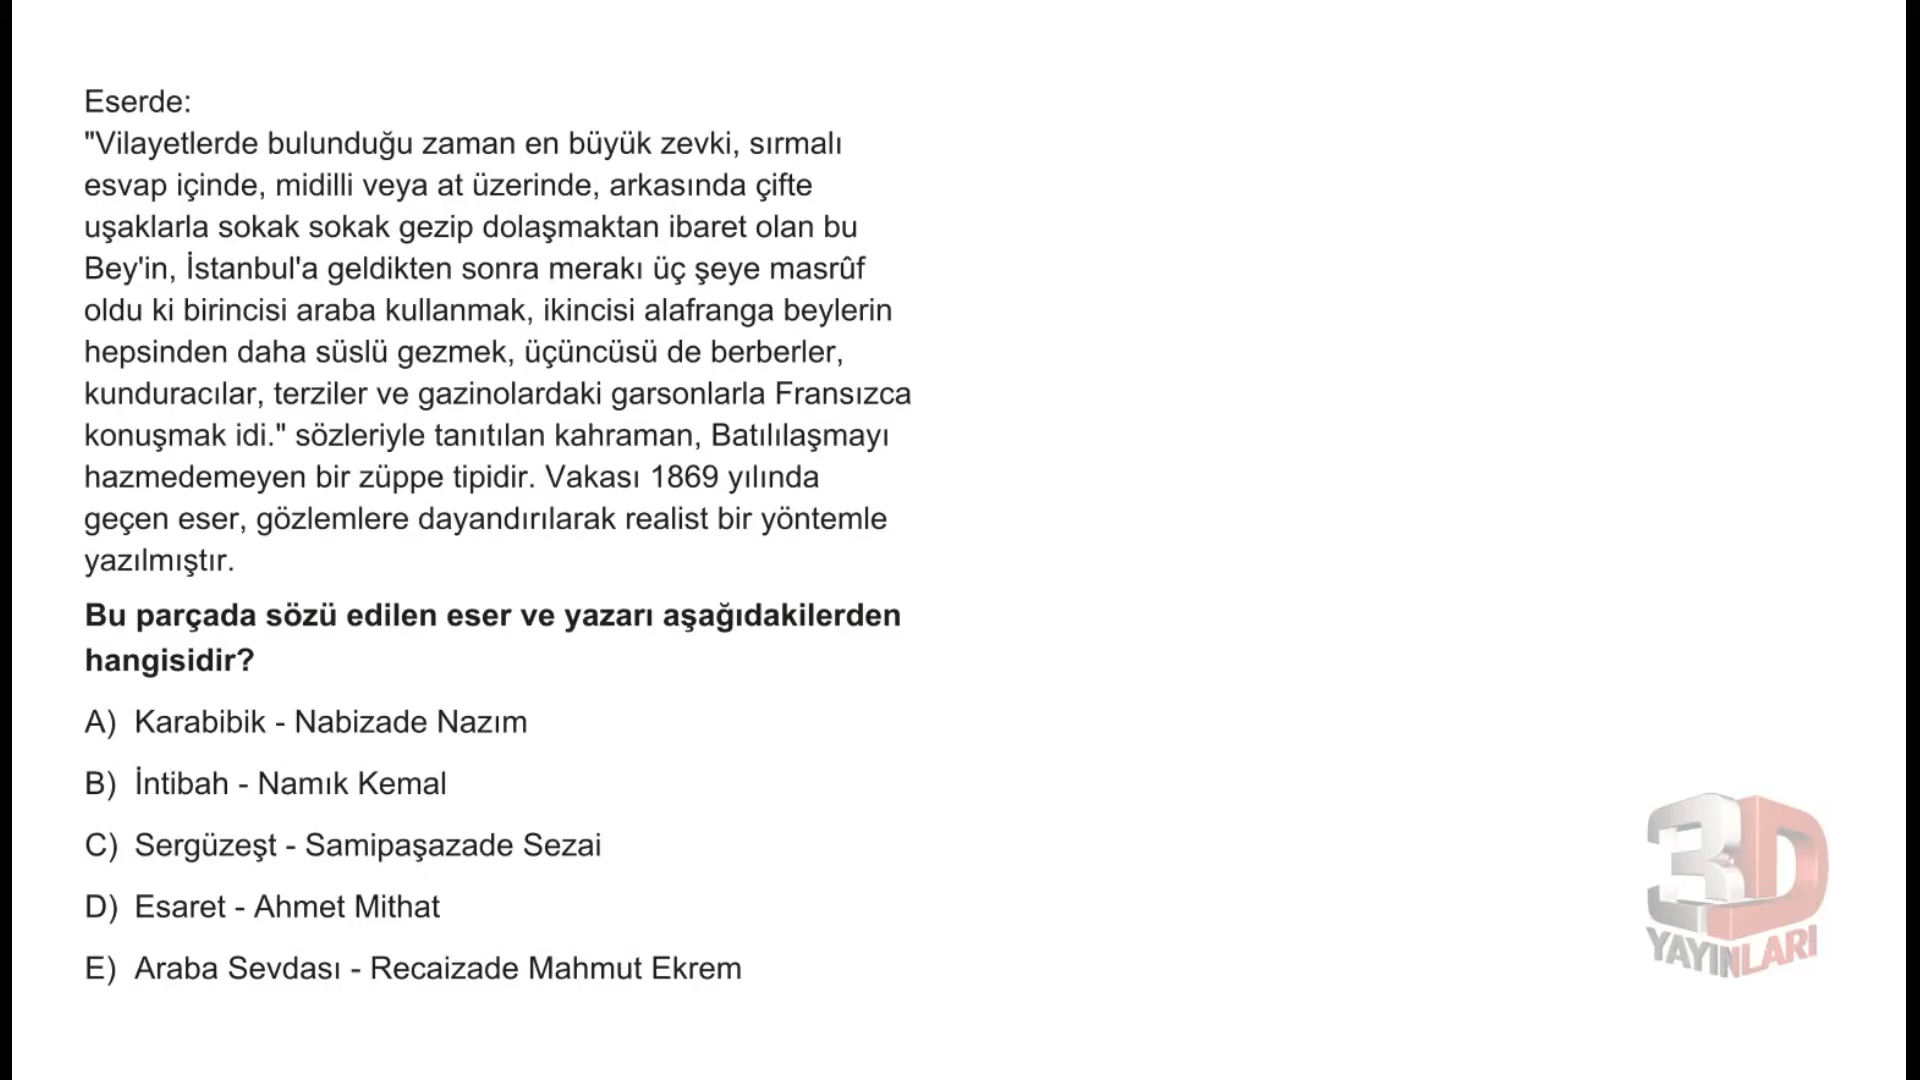 Eserde:
"Vilayetlerde bulunduğu zaman en büyük zevki, sırmalı
esvap içinde, midilli veya at üzerinde, arkasında çifte
uşaklarla sokak sokak gezip dolaşmaktan ibaret olan bu
Bey'in, İstanbul'a geldikten sonra merakı üç şeye masrûf
oldu ki birincisi araba kullanmak, ikincisi alafranga beylerin
hepsinden daha süslü gezmek, üçüncüsü de berberler,
kunduracılar, terziler ve gazinolardaki garsonlarla Fransızca
konuşmak idi." sözleriyle tanıtılan kahraman, Batılılaşmayı
hazmedemeyen bir züppe tipidir. Vakası 1869 yılında
geçen eser, gözlemlere dayandırılarak realist bir yöntemle
yazılmıştır.
Bu parçada sözü edilen eser ve yazarı aşağıdakilerden
hangisidir?
A) Karabibik - Nabizade Nazım
B) İntibah - Namık Kemal
C) Sergüzeşt - Samipaşazade Sezai
D) Esaret - Ahmet Mithat
E) Araba Sevdası - Recaizade Mahmut Ekrem
3D
YAYINLARI